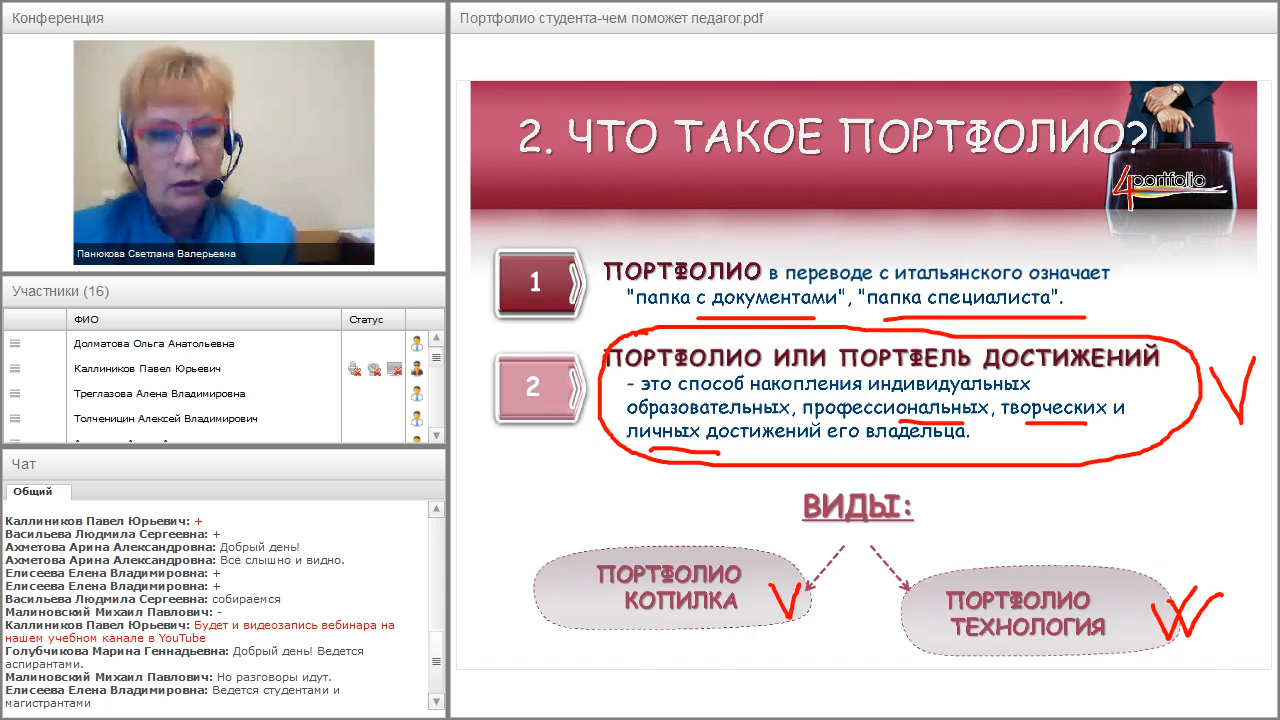 Конференция
Панюкова Светлана Валерьевна
Участники (16)
ФИО Статус
Долматова Ольга Анатольевна
Каллиников Павел Юрьевич
Треглазова Алена Владимировна
Толченицин Алексей Владимирович
Чат
Общий
Каллиников Павел Юрьевич: +
Васильева Людмила Сергеевна: +
Ахметова Арина Александровна: Добрый день!
Ахметова Арина Александровна: Все слышно и видно.
Елисеева Елена Владимировна: +
Елисеева Елена Владимировна: +
Васильева Людмила Сергеевна: собираемся
Малиновский Михаил Павлович: -
Каллиников Павел Юрьевич: Будет и видеозапись вебинара на
нашем учебном канале в YouTube
Голубчикова Марина Геннадьевна: Добрый день! Ведется
аспирантами.
Малиновский Михаил Павлович: Но разговоры идут.
Елисеева Елена Владимировна: Ведется студентами и
магистрантами
Портфолио студента-чем поможет педагог.pdf
2. ЧТО ТАКОЕ ПОРТФОЛИО?
4portfolio
1
ПОРТФОЛИО в переводе с итальянского означает
"папка с документами", "папка специалиста".
2
ПОРТФОЛИО ИЛИ ПОРТФЕЛЬ ДОСТИЖЕНИЙ
- это способ накопления индивидуальных
образовательных, профессиональных, творческих и
личных достижений его владельца.
ВИДЫ:
ПОРТФОЛИО
КОПИЛКА
ПОРТФОЛИО
ТЕХНОЛОГИЯ